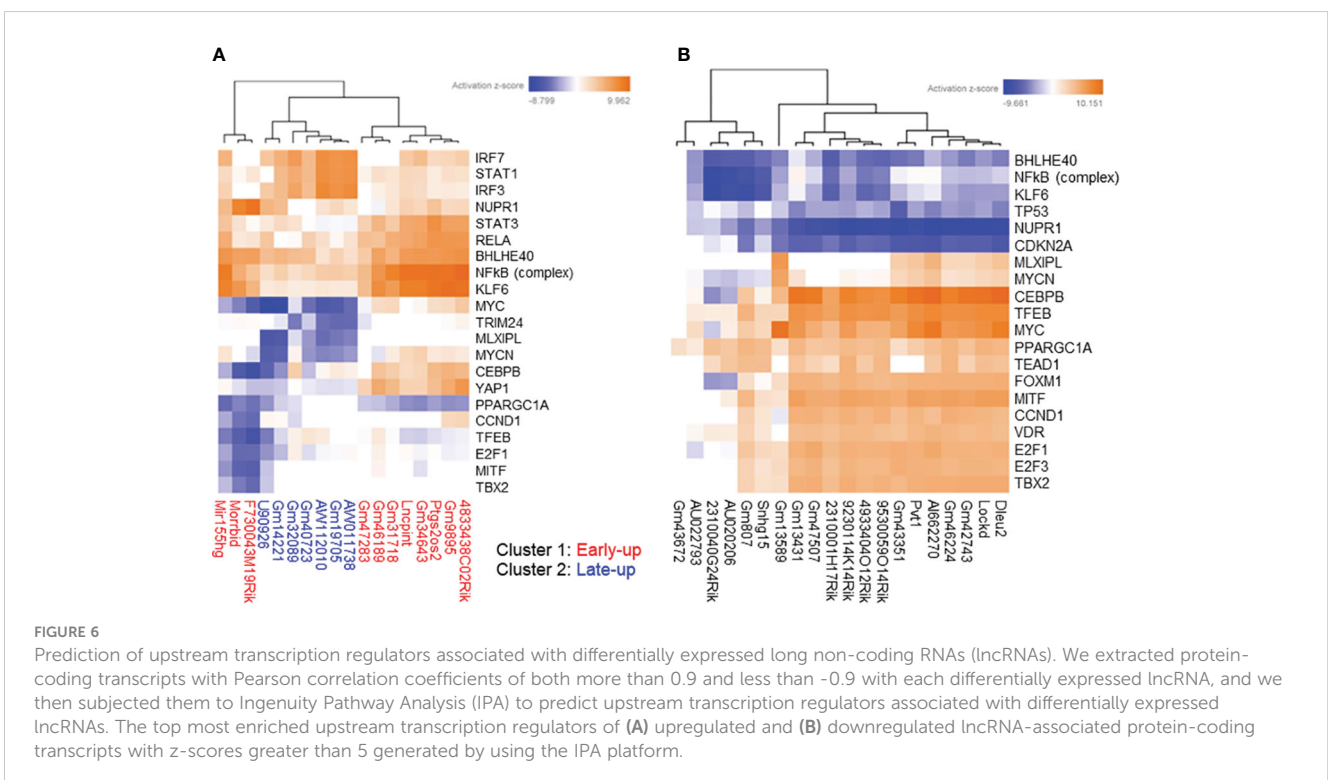 A
Activation z-score
-8.799
9.962
IRF7
STAT1
IRF3
NUPR1
STAT3
RELA
BHLHE40
NFkB (complex)
KLF6
MYC
TRIM24
MLXIPL
MYCN
CEBPB
YAP1
PPARGC1A
CCND1
TFEB
E2F1
MITF
TBX2
Mir155hg
Morrbid
F730043M19Rik
U90926
Gm14221
Gm32089
Gm40723
AW112010
Gm19705
AW011738
Gm47283
Gm46189
Gm31718
Lncpint
Gm34643
Ptgs2os2
Gm9895
4833438C02Rik
Cluster 1: Early-up
Cluster 2: Late-up
B
Activation z-score
-9.661
10.151
BHLHE40
NFkB (complex)
KLF6
TP53
NUPR1
CDKN2A
MLXIPL
MYCN
CEBPB
TFEB
MYC
PPARGC1A
TEAD1
FOXM1
MITF
CCND1
VDR
E2F1
E2F3
TBX2
Gm43672
AU022793
2310040G24Rik
AU020206
Gm807
Snhg15
Gm13589
Gm13431
Gm47507
2310001H17Rik
9230114K14Rik
4933404O12Rik
9530059O14Rik
Gm43351
Pvt1
AI662270
Gm46224
Gm42743
Lockd
Dleu2
FIGURE 6
Prediction of upstream transcription regulators associated with differentially expressed long non-coding RNAs (lncRNAs). We extracted protein-
coding transcripts with Pearson correlation coefficients of both more than 0.9 and less than -0.9 with each differentially expressed lncRNA, and we
then subjected them to Ingenuity Pathway Analysis (IPA) to predict upstream transcription regulators associated with differentially expressed
lncRNAs. The top most enriched upstream transcription regulators of (A) upregulated and (B) downregulated lncRNA-associated protein-coding
transcripts with z-scores greater than 5 generated by using the IPA platform.